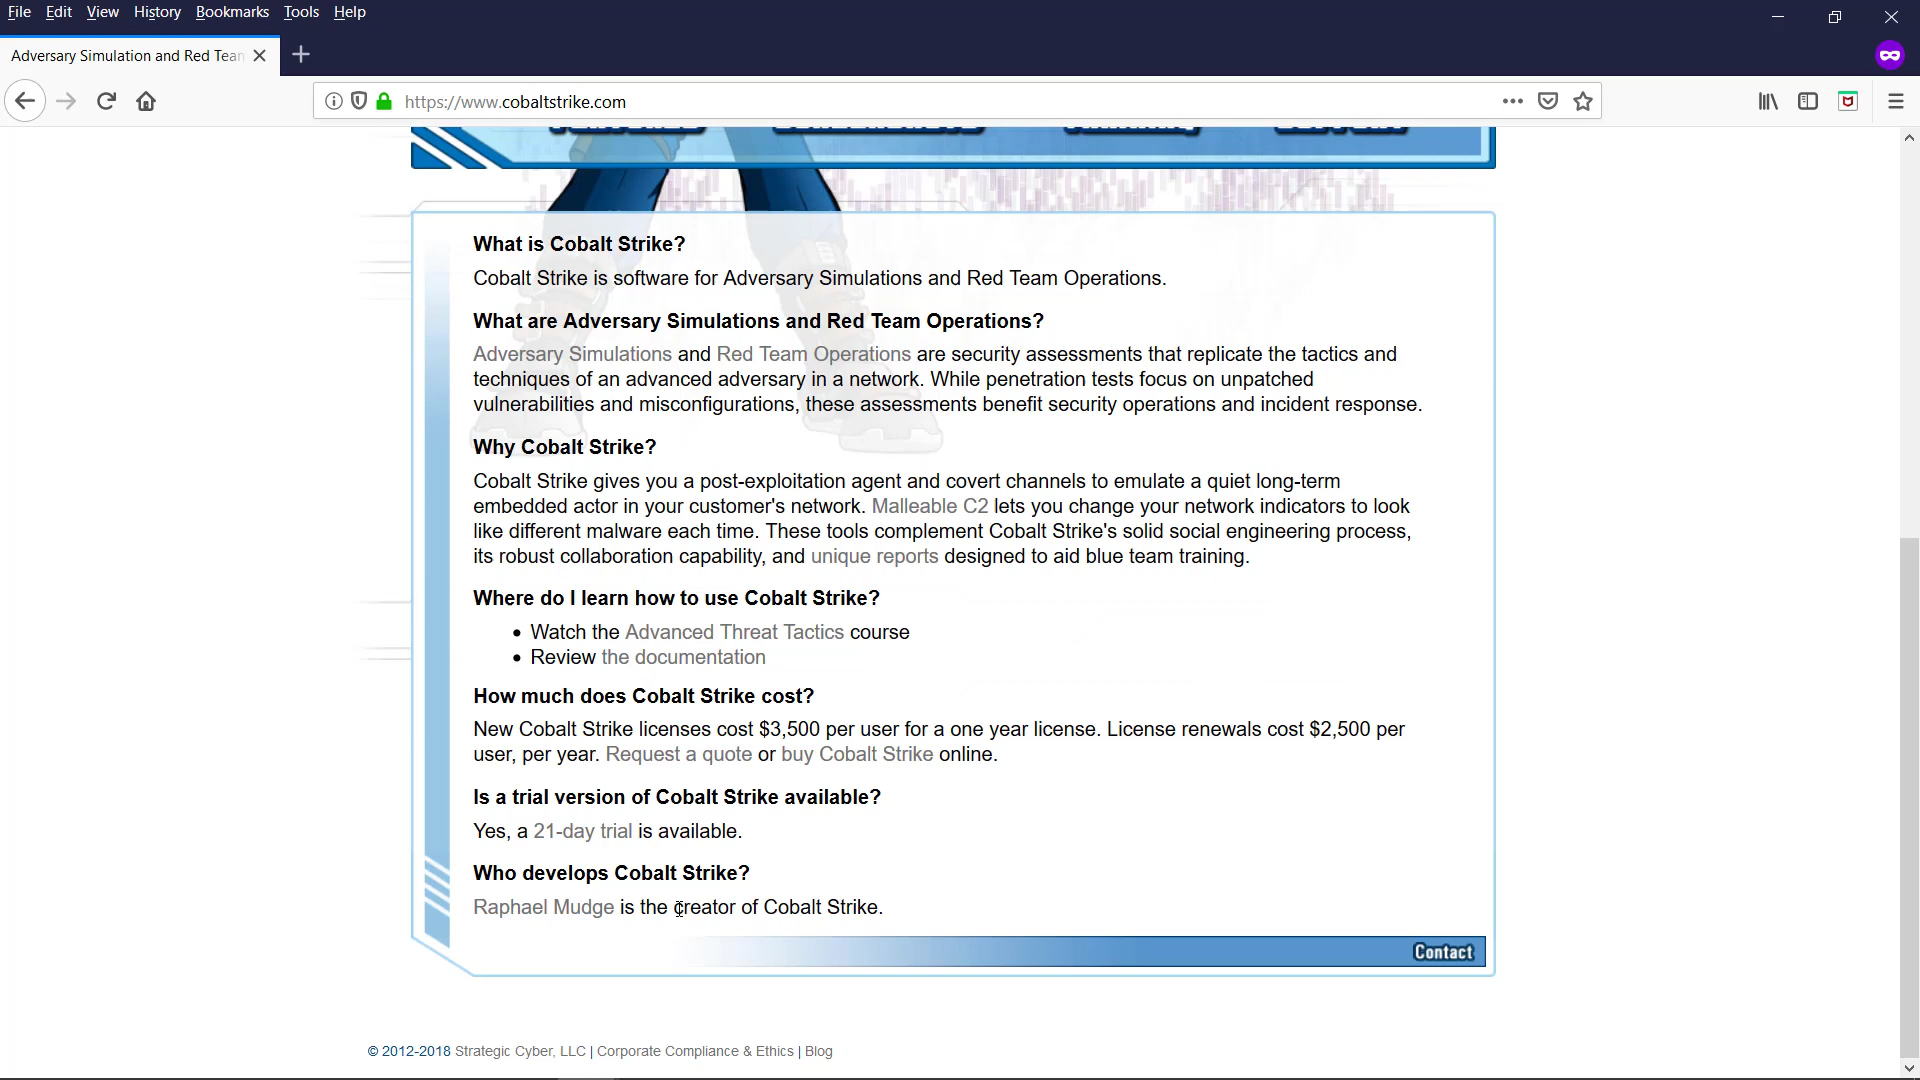 File Edit View History Bookmarks Tools Help
Adversary Simulation and Red Tea
https://www.cobaltstrike.com
What is Cobalt Strike?
Cobalt Strike is software for Adversary Simulations and Red Team Operations.
What are Adversary Simulations and Red Team Operations?
Adversary Simulations and Red Team Operations are security assessments that replicate the tactics and
techniques of an advanced adversary in a network. While penetration tests focus on unpatched
vulnerabilities and misconfigurations, these assessments benefit security operations and incident response.
Why Cobalt Strike?
Cobalt Strike gives you a post-exploitation agent and covert channels to emulate a quiet long-term
embedded actor in your customer's network. Malleable C2 lets you change your network indicators to look
like different malware each time. These tools complement Cobalt Strike's solid social engineering process,
its robust collaboration capability, and unique reports designed to aid blue team training.
Where do I learn how to use Cobalt Strike?
• Watch the Advanced Threat Tactics course
• Review the documentation
How much does Cobalt Strike cost?
New Cobalt Strike licenses cost $3,500 per user for a one year license. License renewals cost $2,500 per
user, per year. Request a quote or buy Cobalt Strike online.
Is a trial version of Cobalt Strike available?
Yes, a 21-day trial is available.
Who develops Cobalt Strike?
Raphael Mudge is the creator of Cobalt Strike.
Contact
© 2012-2018 Strategic Cyber, LLC | Corporate Compliance & Ethics | Blog